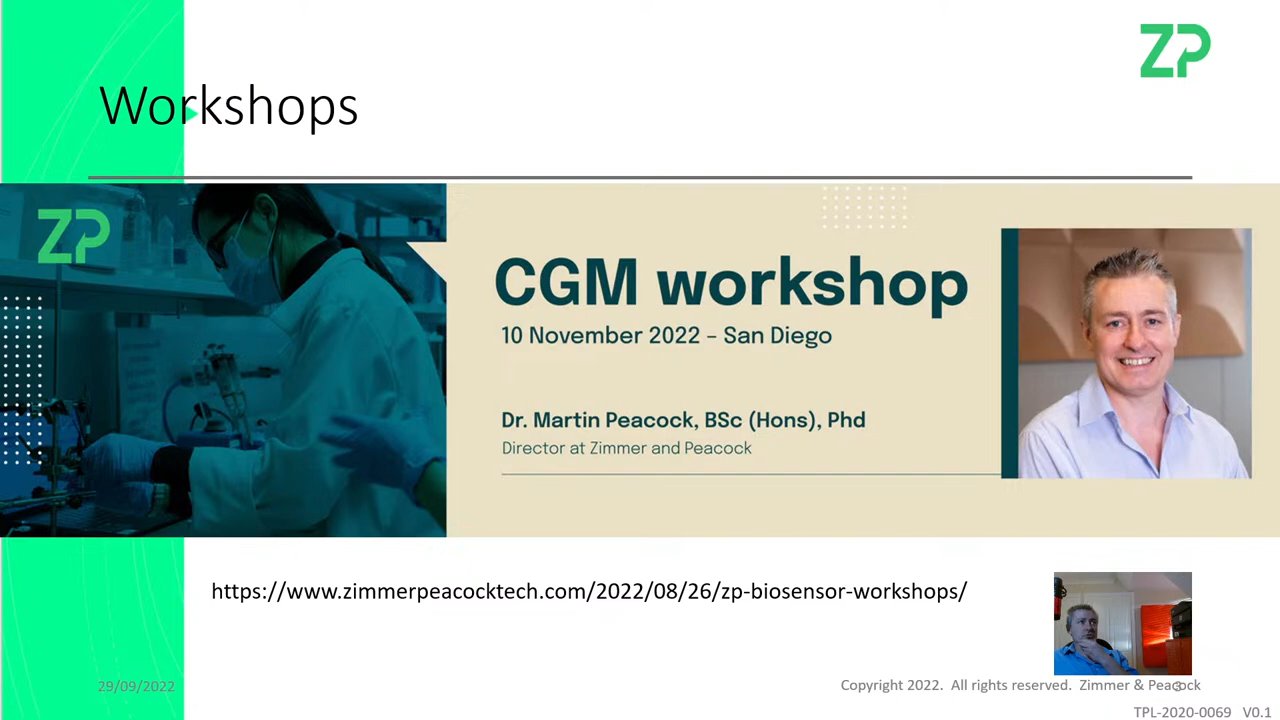 ZP
Workshops
ZP
CGM workshop
10 November 2022 – San Diego
Dr. Martin Peacock, BSc (Hons), Phd
Director at Zimmer and Peacock
https://www.zimmerpeacocktech.com/2022/08/26/zp-biosensor-workshops/
29/09/2022
Copyright 2022. All rights reserved. Zimmer & Peacock
3
TPL-2020-0069 V0.1